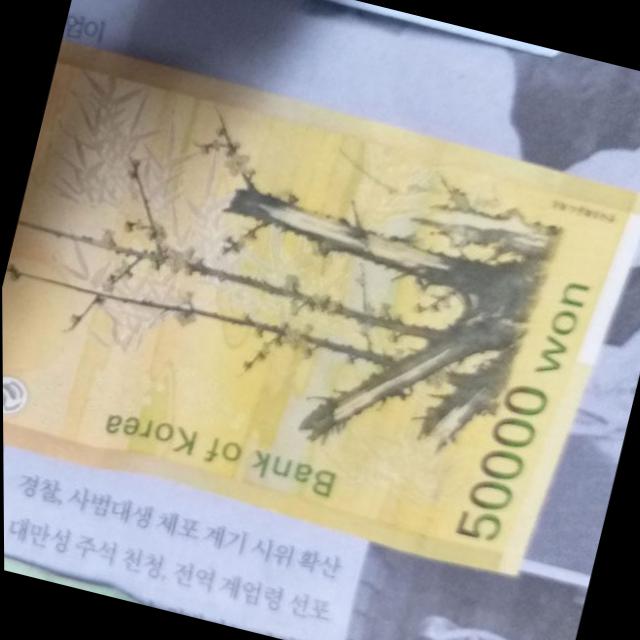 50000 won
Bank of Korea
경찰, 사법대생 체포 계기 시위 확산
대만성 주석 천청, 전역 계엄령 선포